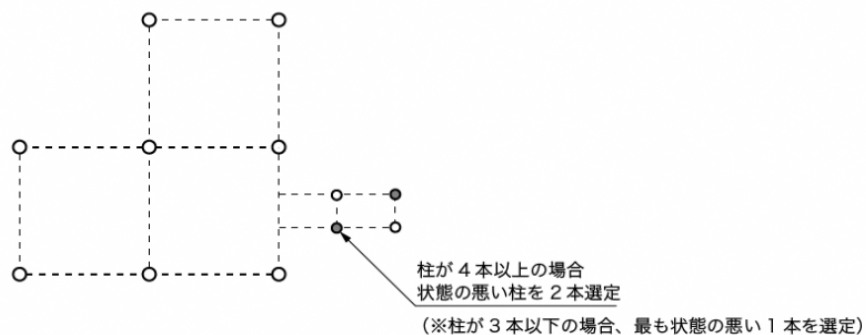 柱が4本以上の場合
状態の悪い柱を2本選定
（※柱が3本以下の場合、最も状態の悪い1本を選定）